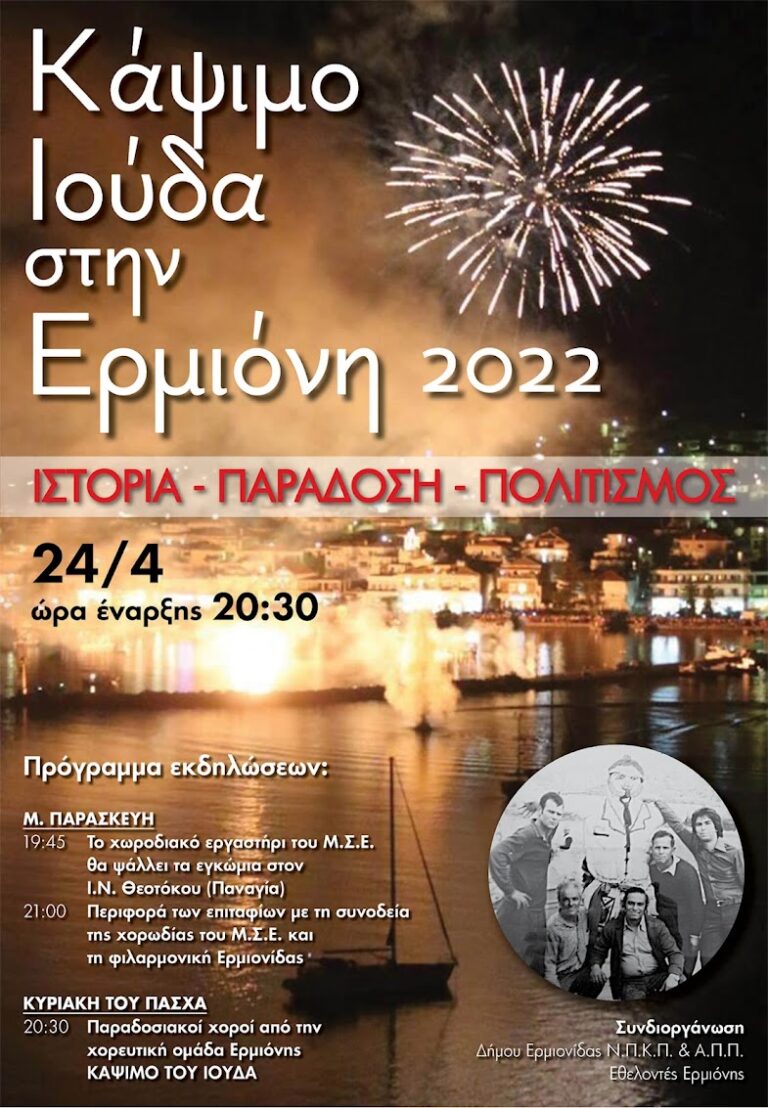 Κάψιμο
Ιούδα
στην
Ερμιόνη 2022
ΙΣΤΟΡΙΑ - ΠΑΡΑΔΟΣΗ - ΠΟΛΙΤΙΣΜΟΣ
24/4
ώρα έναρξης 20:30
Πρόγραμμα εκδηλώσεων:
Μ. ΠΑΡΑΣΚΕΥΗ
19:45 Το χωροδιακό εργαστήρι του Μ.Σ.Ε.
θα ψάλλει τα εγκώμια στον
Ι.Ν. Θεοτόκου (Παναγία)
21:00 Περιφορά των επιταφίων με τη συνοδεία
της χορωδίας του Μ.Σ.Ε. και
τη φιλαρμονική Ερμιονίδας
ΚΥΡΙΑΚΗ ΤΟΥ ΠΑΣΧΑ
20:30 Παραδοσιακοί χοροί από την
χορευτική ομάδα Ερμιόνης
ΚΑΨΙΜΟ ΤΟΥ ΙΟΥΔΑ
Συνδιοργάνωση
Δήμου Ερμιονίδας Ν.Π.Κ.Π. & Α.Π.Π.
Εθελοντές Ερμιόνης